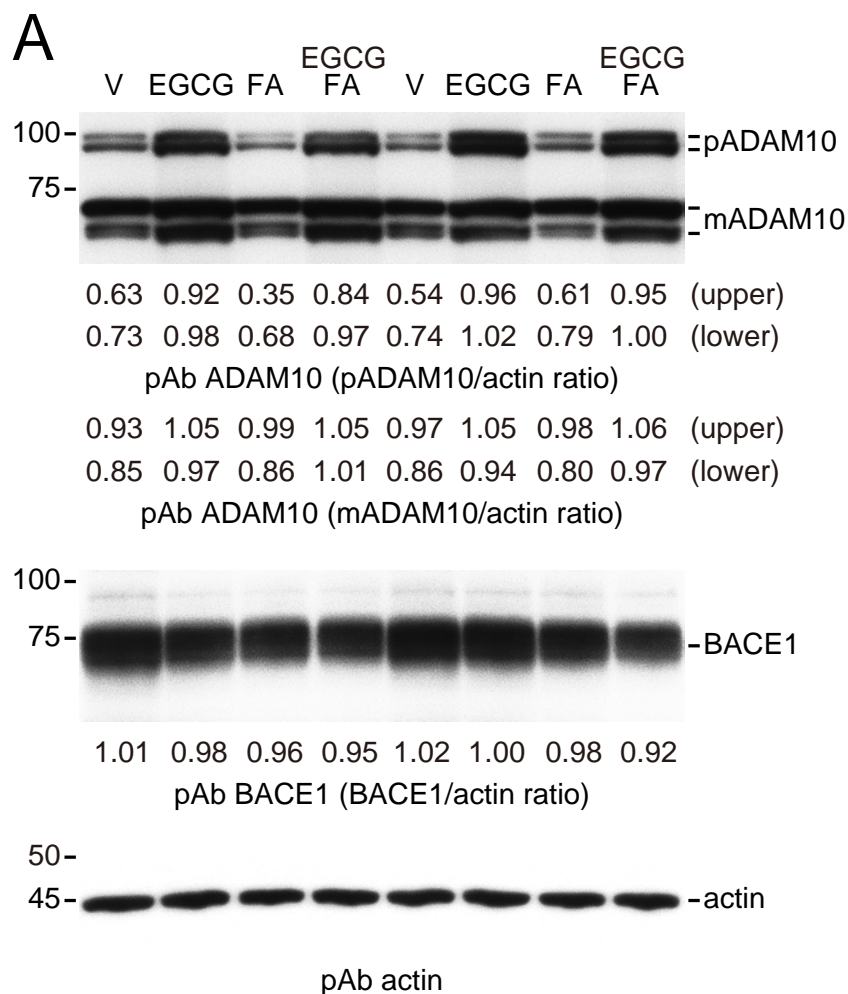 A
EGCG EGCG
V EGCG FA FA V EGCG FA FA
100
pADAM10
75
mADAM10
0.63 0.92 0.35 0.84 0.54 0.96 0.61 0.95 (upper)
0.73 0.98 0.68 0.97 0.74 1.02 0.79 1.00 (lower)
pAb ADAM10 (pADAM10/actin ratio)
0.93 1.05 0.99 1.05 0.97 1.05 0.98 1.06 (upper)
0.85 0.97 0.86 1.01 0.86 0.94 0.80 0.97 (lower)
pAb ADAM10 (mADAM10/actin ratio)
100
75
BACE1
1.01 0.98 0.96 0.95 1.02 1.00 0.98 0.92
pAb BACE1 (BACE1/actin ratio)
50
45
actin
pAb actin